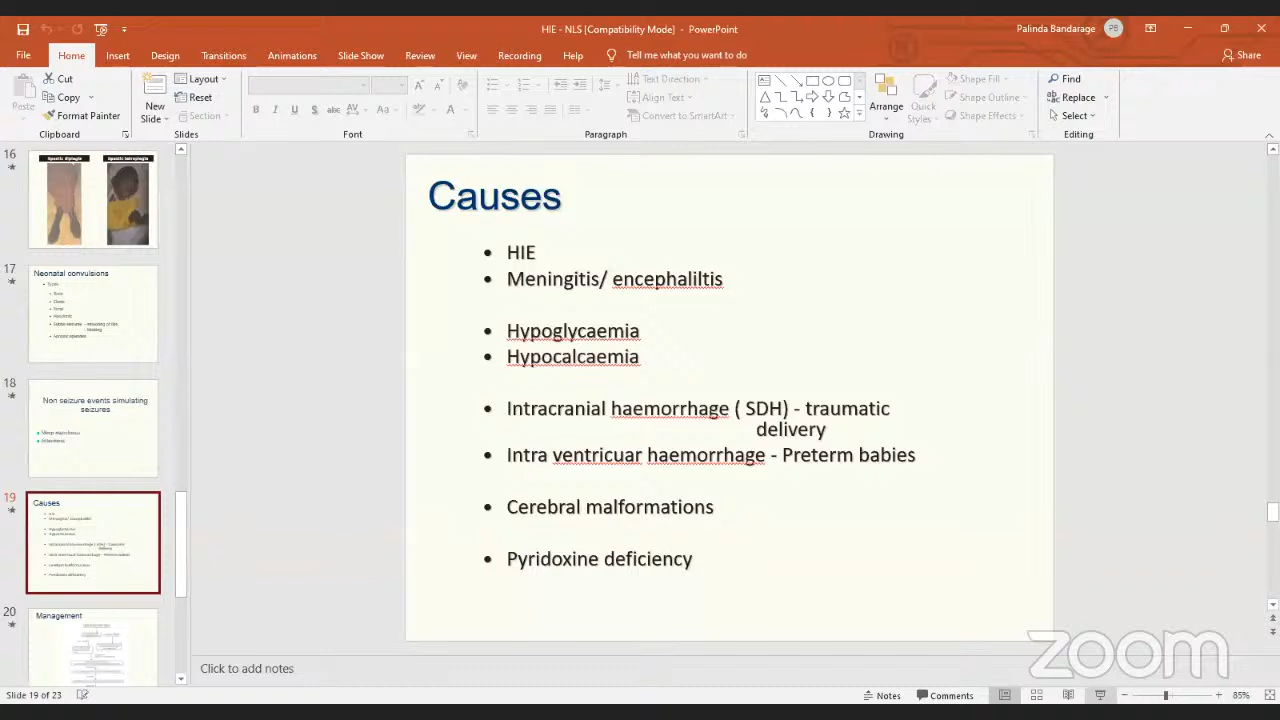 HIE - NLS [Compatibility Mode] - PowerPoint
Palinda Bandarage
PB
File Home Insert Design Transitions Animations Slide Show Review View Recording Help Tell me what you want to do
Share
Paste
Cut
Copy
Format Painter
Clipboard
New
Slide
Layout
Reset
Section
Slides
Font
Text Direction
Align Text
Convert to SmartArt
Paragraph
Arrange
Quick
Styles
Shape Fill
Shape Outline
Shape Effects
Drawing
Find
Replace
Select
Editing
16
17
Neonatal convulsions
18
Non seizure events simulating
seizures
19
Causes
20
Management
Causes
• HIE
• Meningitis/ encephaliltis
• Hypoglycaemia
• Hypocalcaemia
• Intracranial haemorrhage ( SDH) - traumatic
delivery
• Intra ventricuar haemorrhage - Preterm babies
• Cerebral malformations
• Pyridoxine deficiency
zoom
Click to add notes
Slide 19 of 23
Notes
Comments
85%